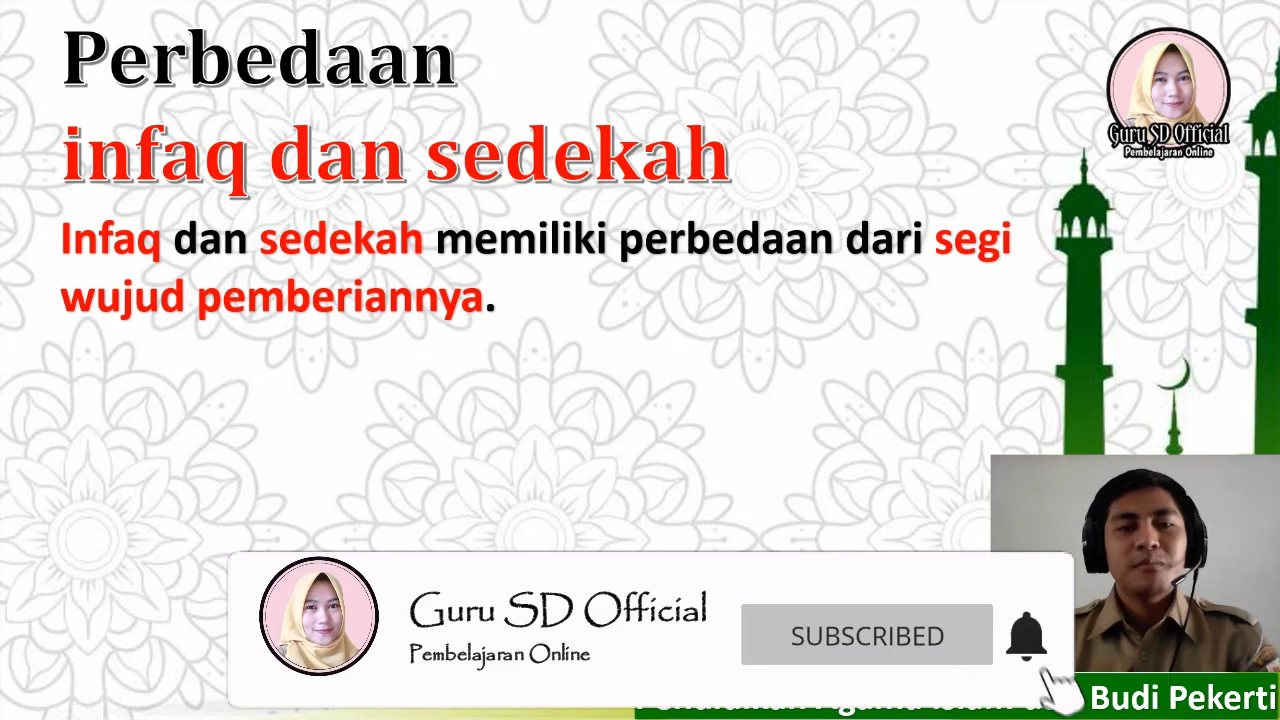 Perbedaan
infaq dan sedekah
Infaq dan sedekah memiliki perbedaan dari segi
wujud pemberiannya.
Guru SD Official
Pembelajaran Online
Guru SD Official
Pembelajaran Online
SUBSCRIBED
Budi Pekerti